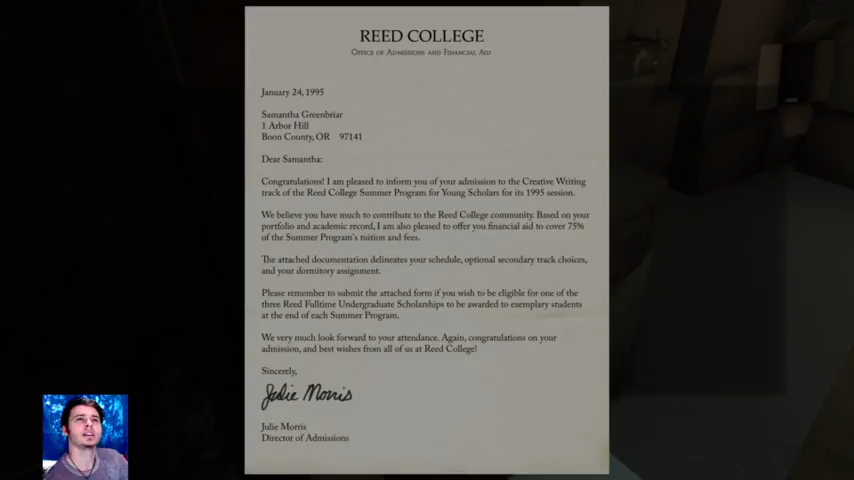 REED COLLEGE
Office of Admissions and Financial Aid
January 24, 1995
Samantha Greenbriar
1 Arbor Hill
Boon County, OR 97141
Dear Samantha:
Congratulations! I am pleased to inform you of your admission to the Creative Writing
track of the Reed College Summer Program for Young Scholars for its 1995 session.
We believe you have much to contribute to the Reed College community. Based on your
portfolio and academic record, I am also pleased to offer you financial aid to cover 75%
of the Summer Program's tuition and fees.
The attached documentation delineates your schedule, optional secondary track choices,
and your dormitory assignment.
Please remember to submit the attached form if you wish to be eligible for one of the
three Reed Fulltime Undergraduate Scholarships to be awarded to exemplary students
at the end of each Summer Program.
We very much look forward to your attendance. Again, congratulations on your
admission, and best wishes from all of us at Reed College!
Sincerely,
Julie Morris
Julie Morris
Director of Admissions